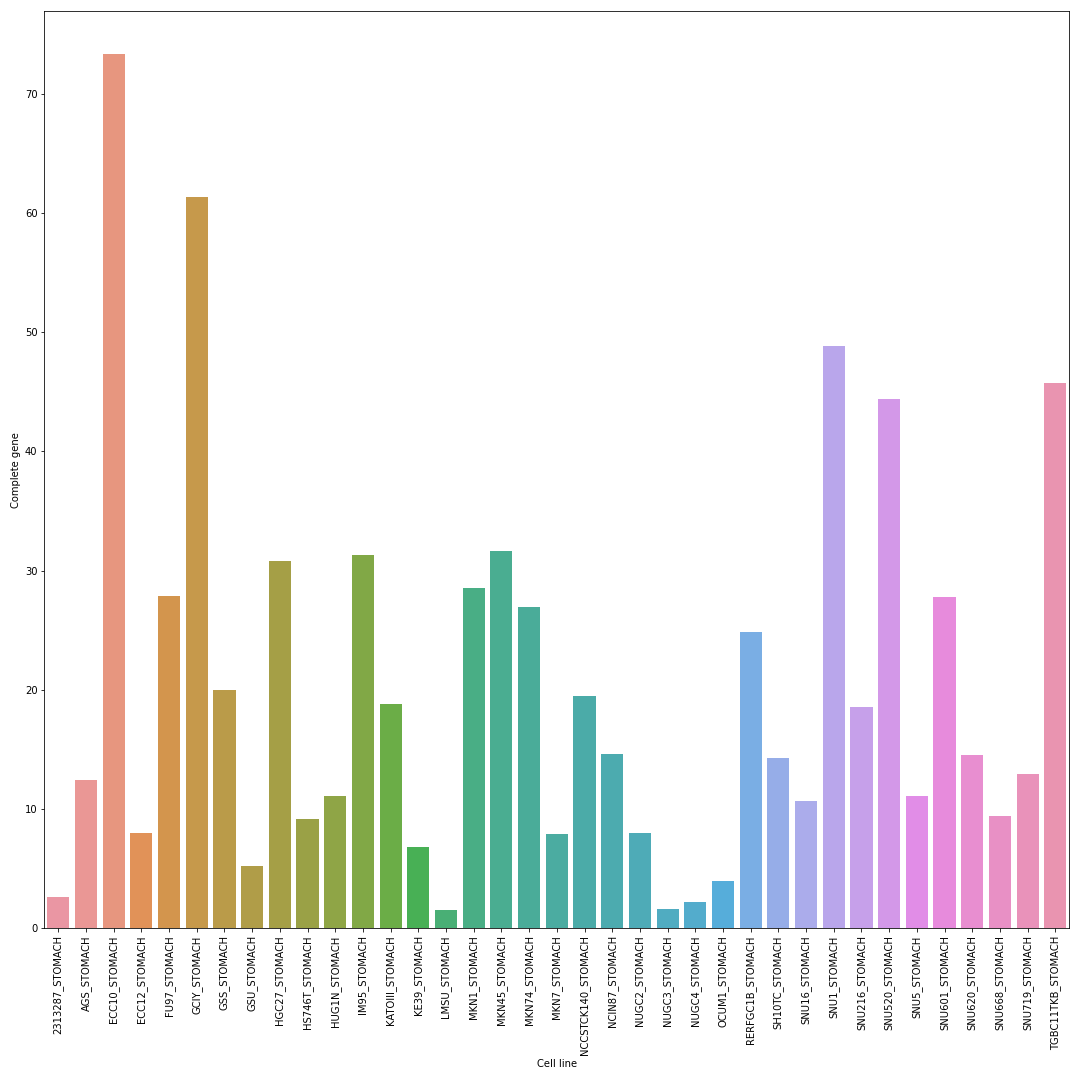 Complete gene
70
60
50
40
30
20
10
0
2313287_STOMACH
AGS_STOMACH
ECC10_STOMACH
ECC12_STOMACH
FU97_STOMACH
GCIY_STOMACH
GSS_STOMACH
GSU_STOMACH
HGC27_STOMACH
HS746T_STOMACH
HUG1N_STOMACH
IM95_STOMACH
KATOIII_STOMACH
KE39_STOMACH
LMSU_STOMACH
MKN1_STOMACH
MKN45_STOMACH
MKN74_STOMACH
MKN7_STOMACH
NCCSTCK140_STOMACH
NCIN87_STOMACH
NUGC2_STOMACH
NUGC3_STOMACH
NUGC4_STOMACH
OCUM1_STOMACH
RERFGC1B_STOMACH
SH10TC_STOMACH
SNU16_STOMACH
SNU1_STOMACH
SNU216_STOMACH
SNU520_STOMACH
SNU5_STOMACH
SNU601_STOMACH
SNU620_STOMACH
SNU668_STOMACH
SNU719_STOMACH
TGBC11TKB_STOMACH
Cell line